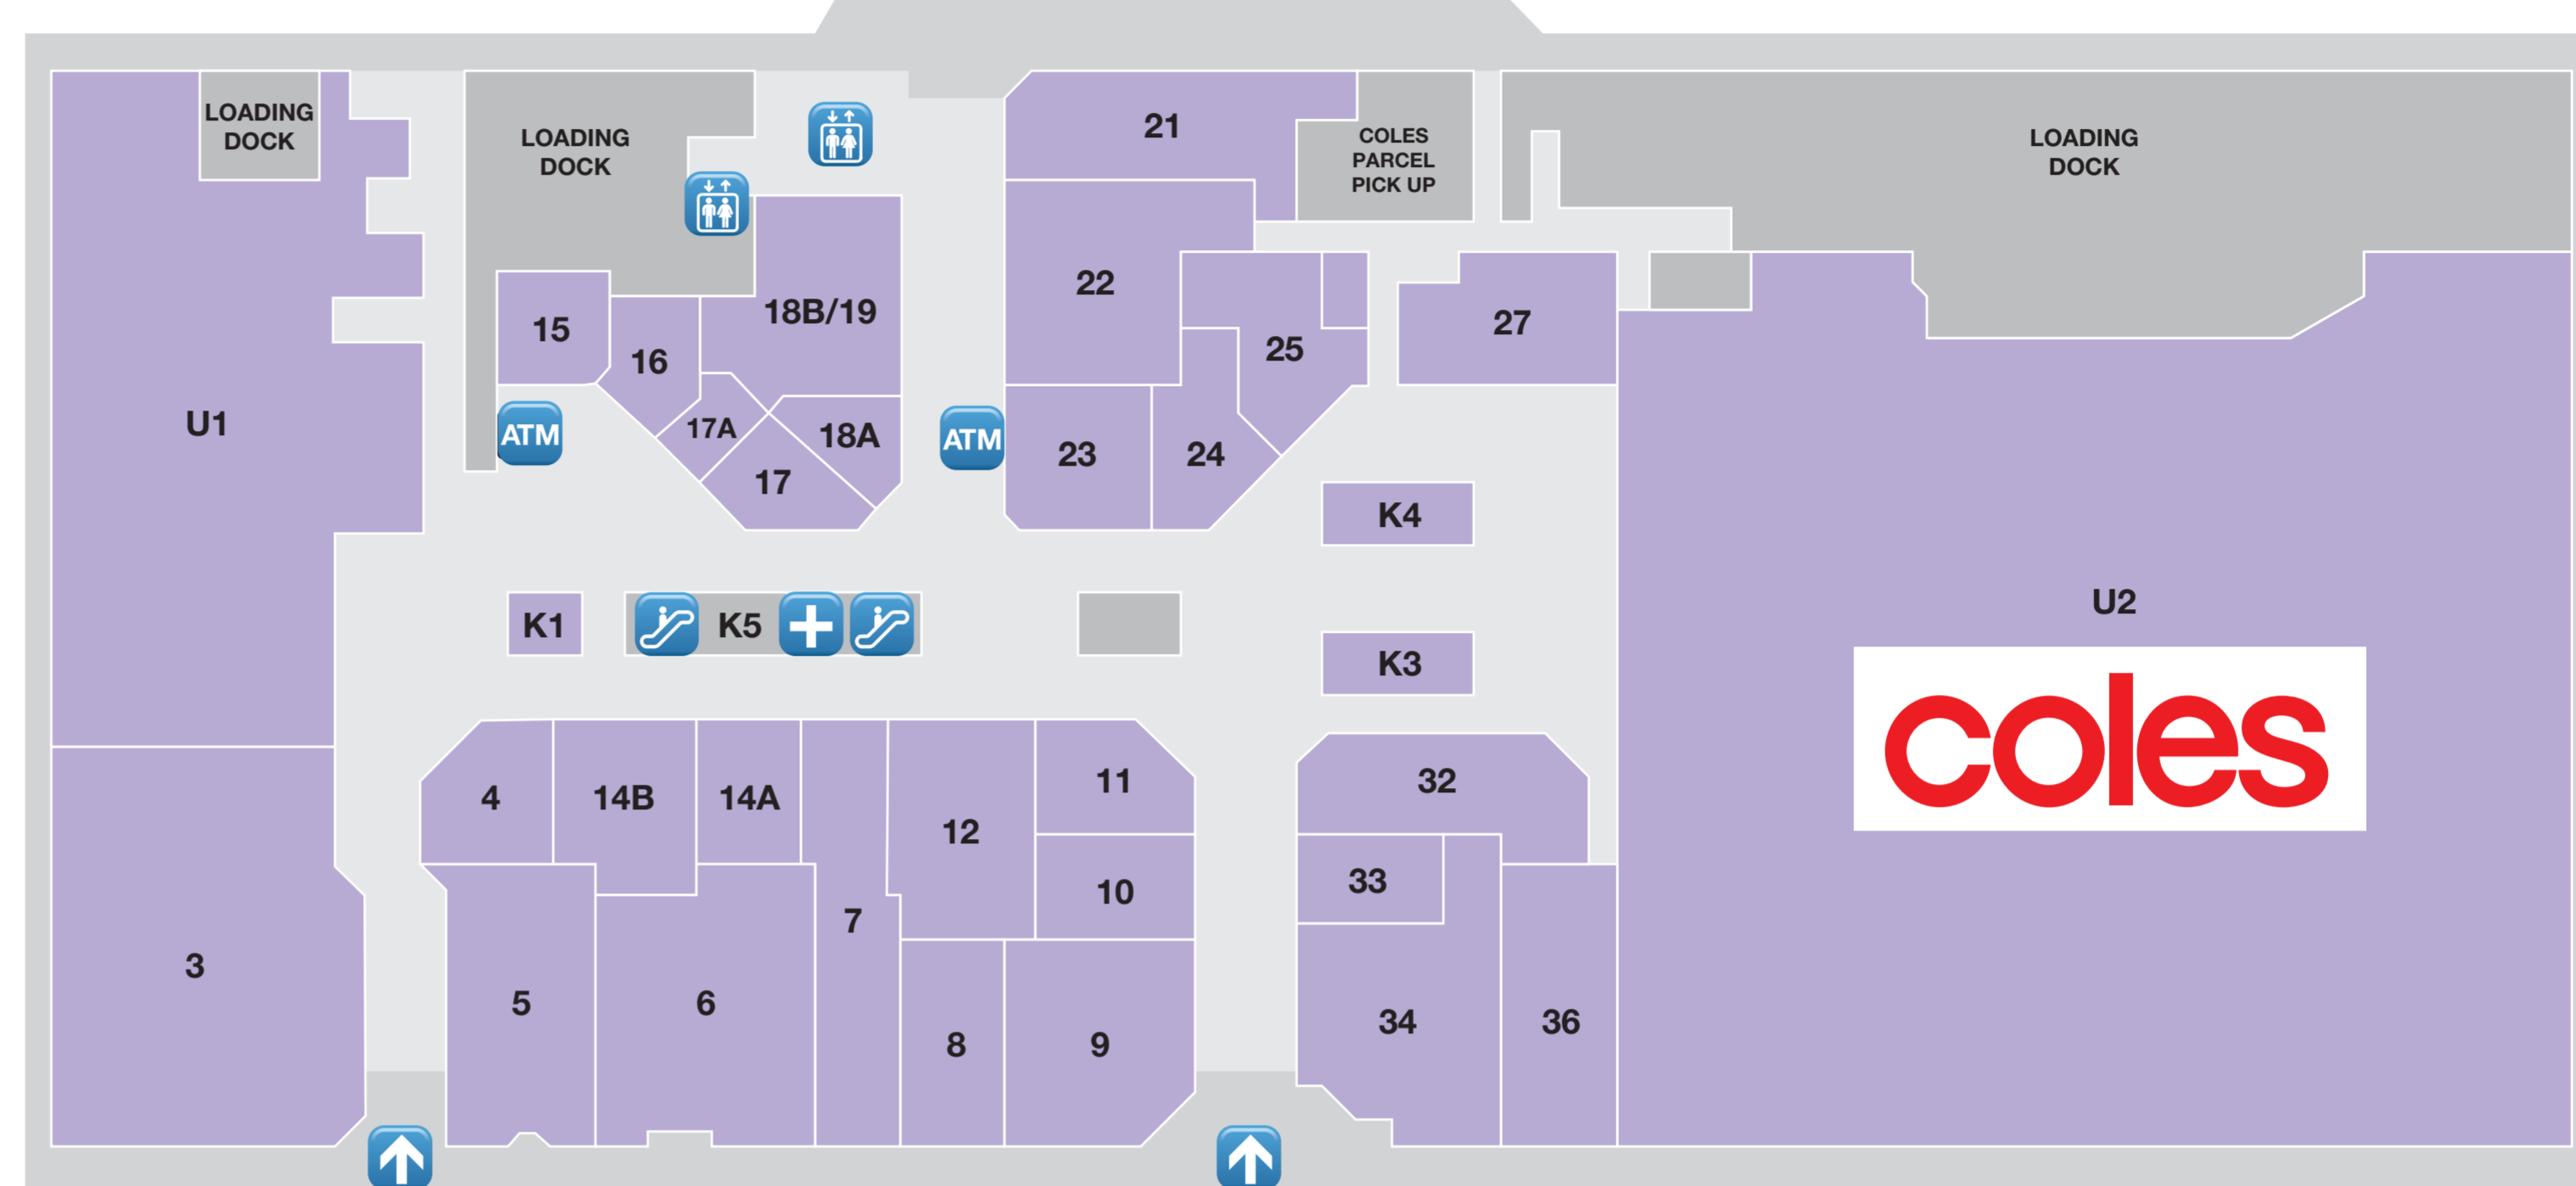 LOADING
DOCK
LOADING
DOCK
21
COLES
PARCEL
PICK UP
LOADING
DOCK
22
18B/19
15
16
27
25
U1
17A
18A
ATM
ATM
23
24
17
K4
U2
K1
K5
K3
coles
4
14B
14A
12
11
32
10
33
7
3
5
6
8
9
34
36